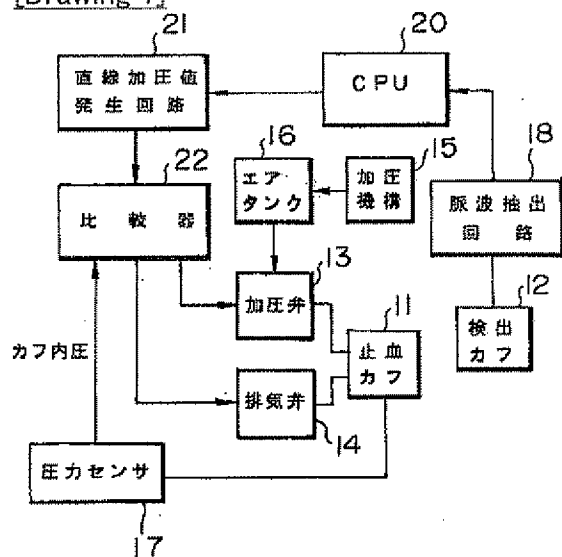 21
直線加圧値
発生回路
20
CPU
16
エア
タンク
15
加圧
機構
18
脈波抽出
回路
22
比較器
13
加圧弁
12
検出
カフ
11
止血
カフ
カフ内圧
排気弁
14
圧力センサ
17